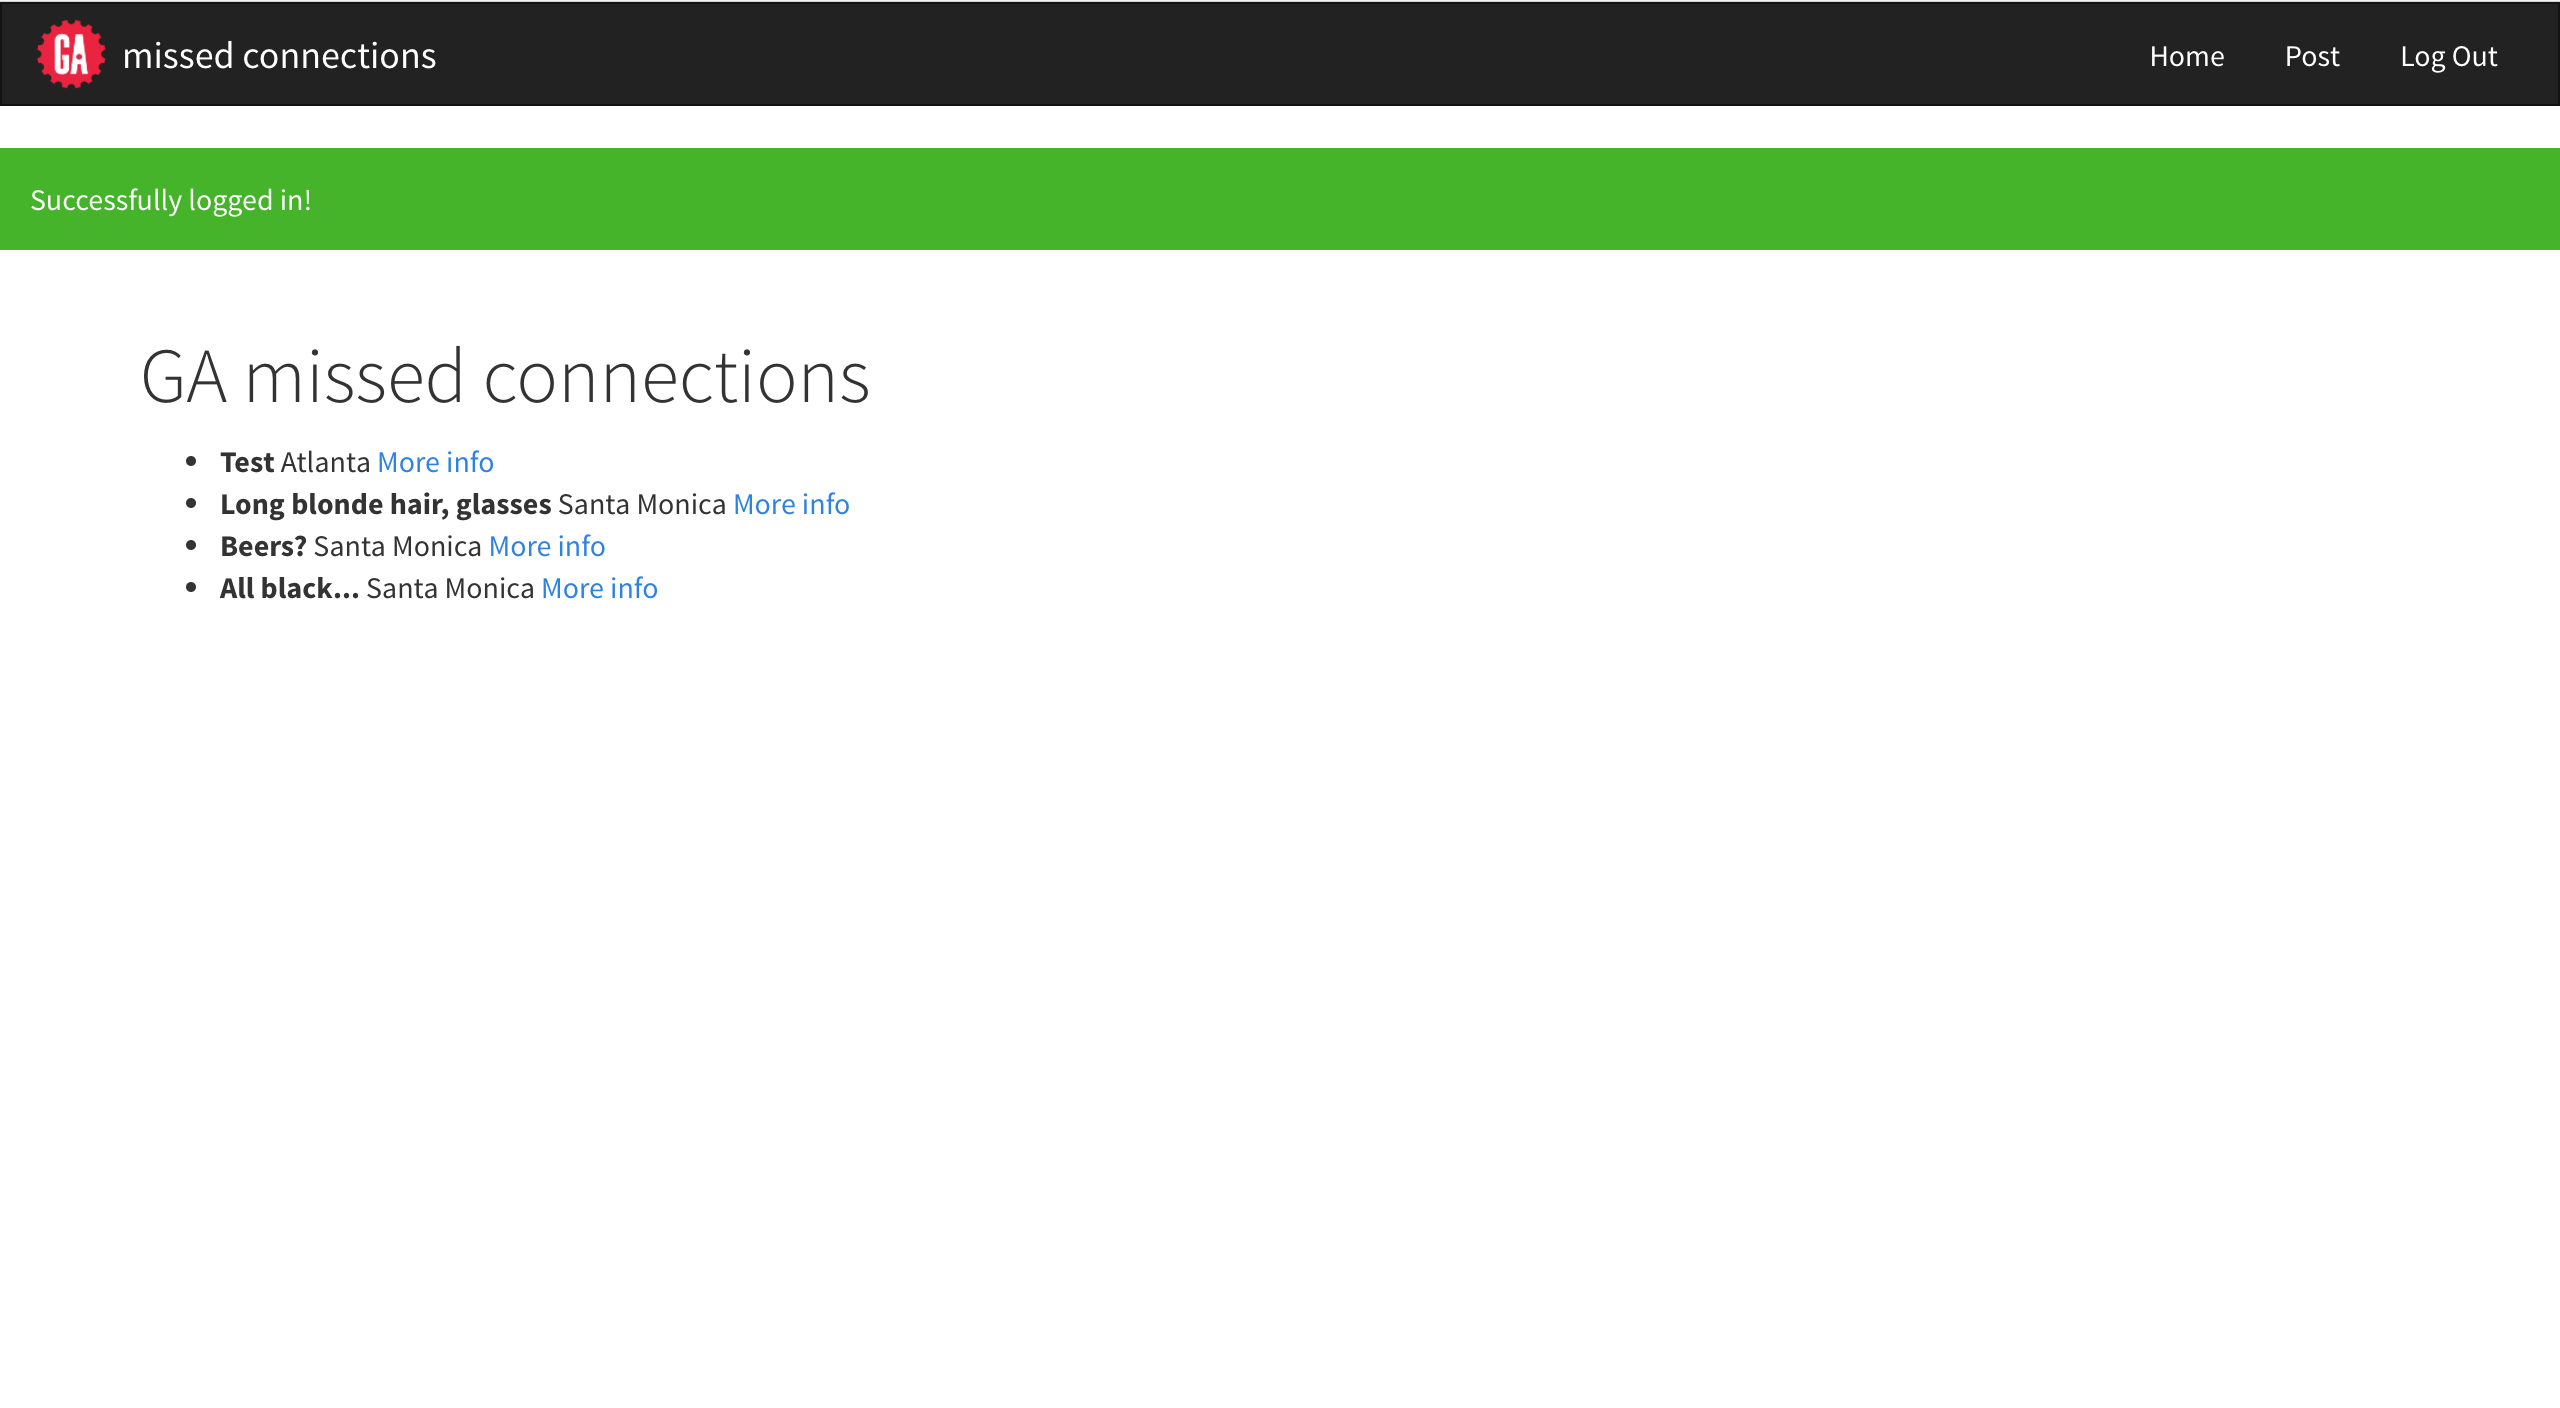 GA missed connections Home Post Log Out
Successfully logged in!
GA missed connections
Test Atlanta More info
Long blonde hair, glasses Santa Monica More info
Beers? Santa Monica More info
All black... Santa Monica More info